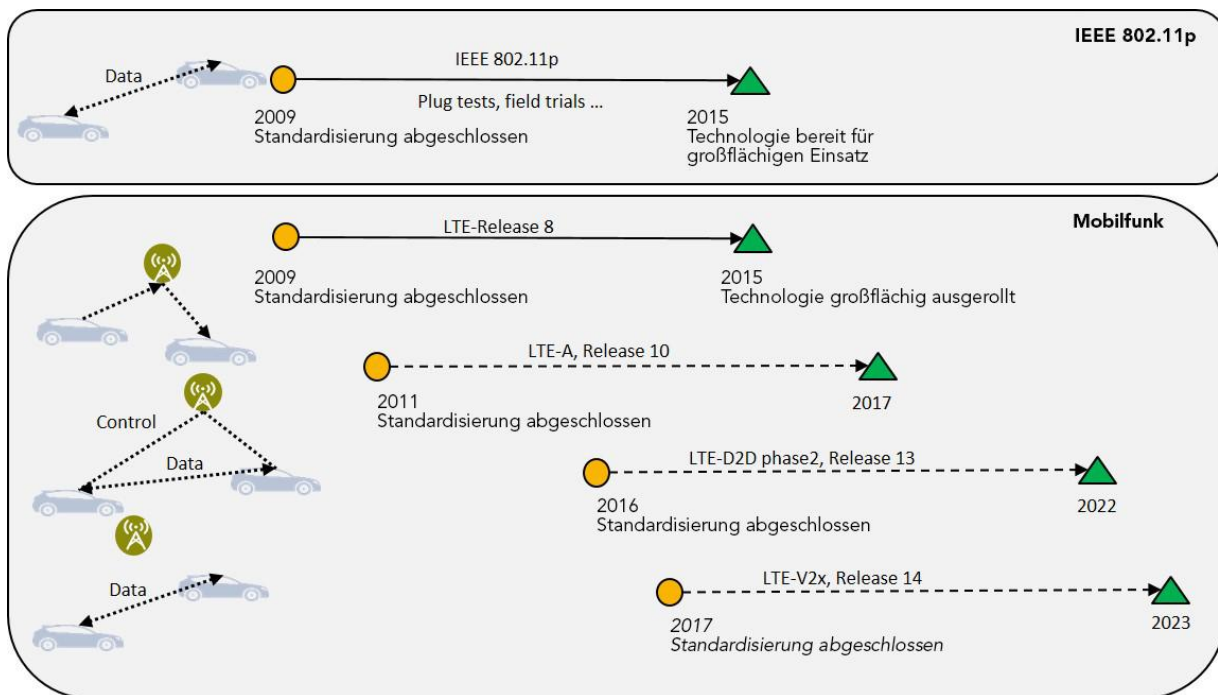 IEEE 802.11p
Data
IEEE 802.11p
Plug tests, field trials ...
2009
Standardisierung abgeschlossen
2015
Technologie bereit für
großflächigen Einsatz
Mobilfunk
LTE-Release 8
2009
Standardisierung abgeschlossen
2015
Technologie großflächig ausgerollt
LTE-A, Release 10
2011
Standardisierung abgeschlossen
2017
Control
Data
LTE-D2D phase2, Release 13
2016
Standardisierung abgeschlossen
2022
Data
LTE-V2x, Release 14
2017
Standardisierung abgeschlossen
2023